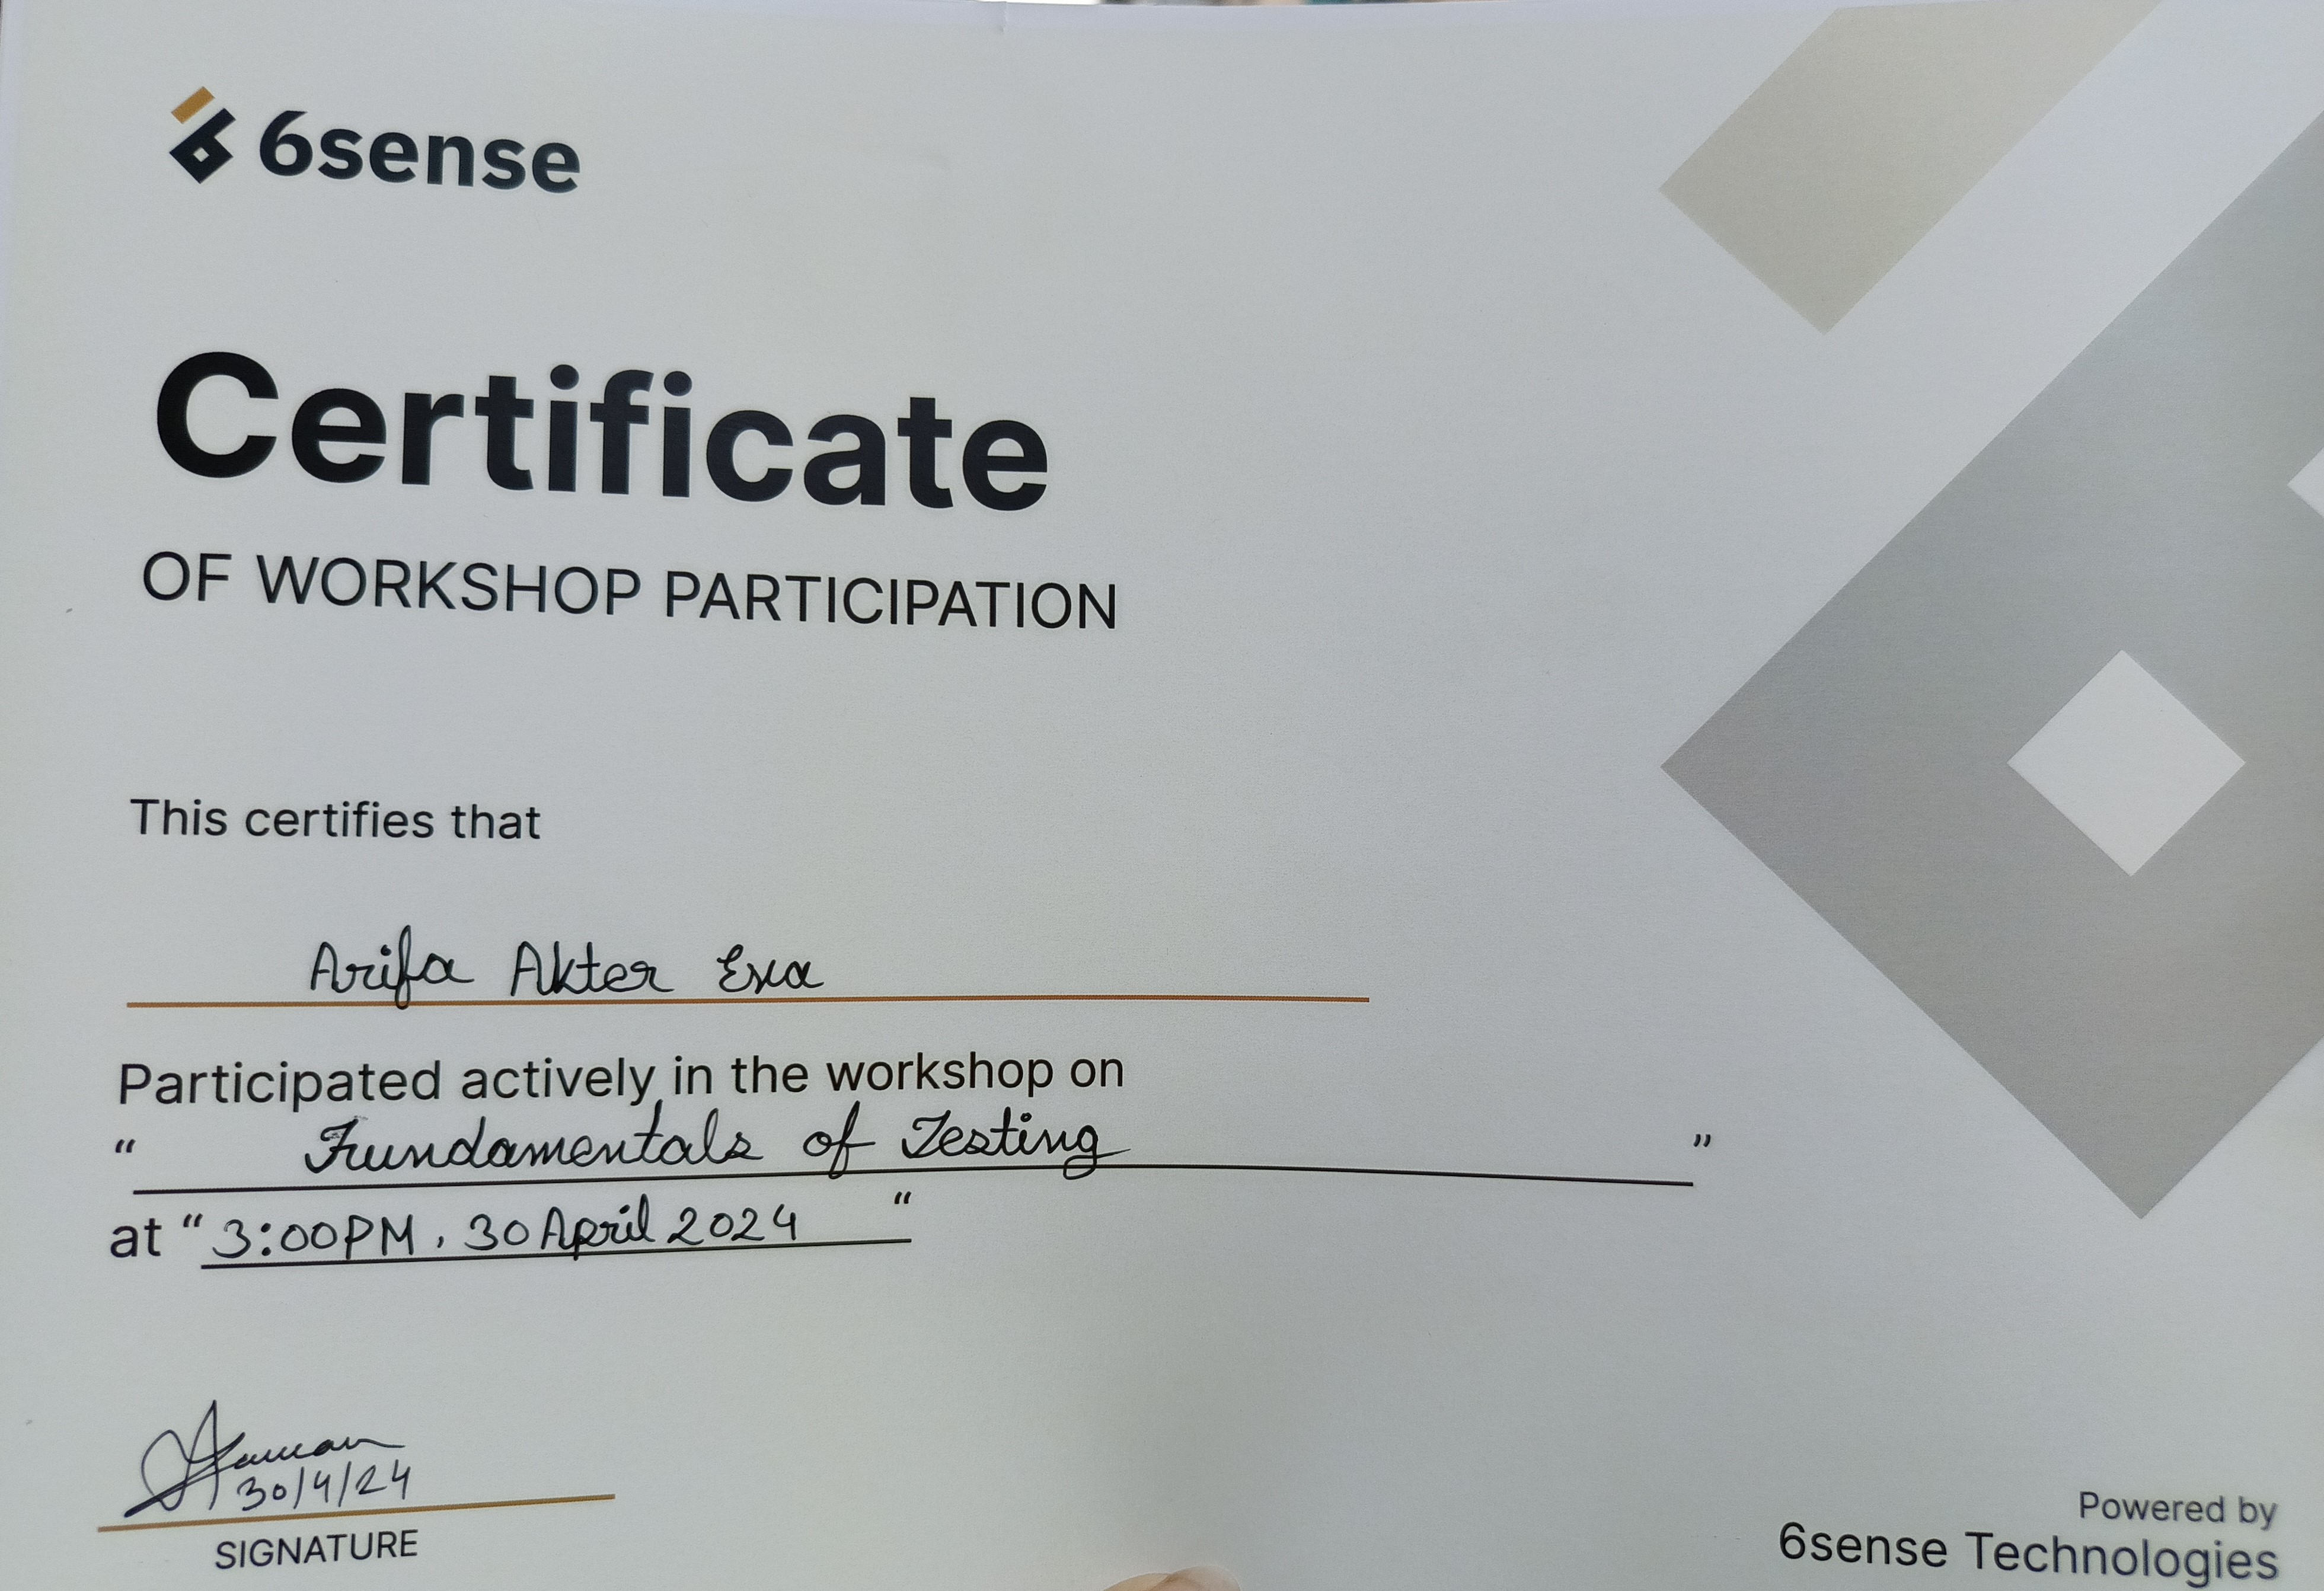 6sense
Certificate
OF WORKSHOP PARTICIPATION
This certifies that
Arifa Akter Exa
Participated actively in the workshop on
“ Fundamentals of Testing ”
at “ 3:00PM, 30 April 2024 “
30/4/24
SIGNATURE
Powered by
6sense Technologies